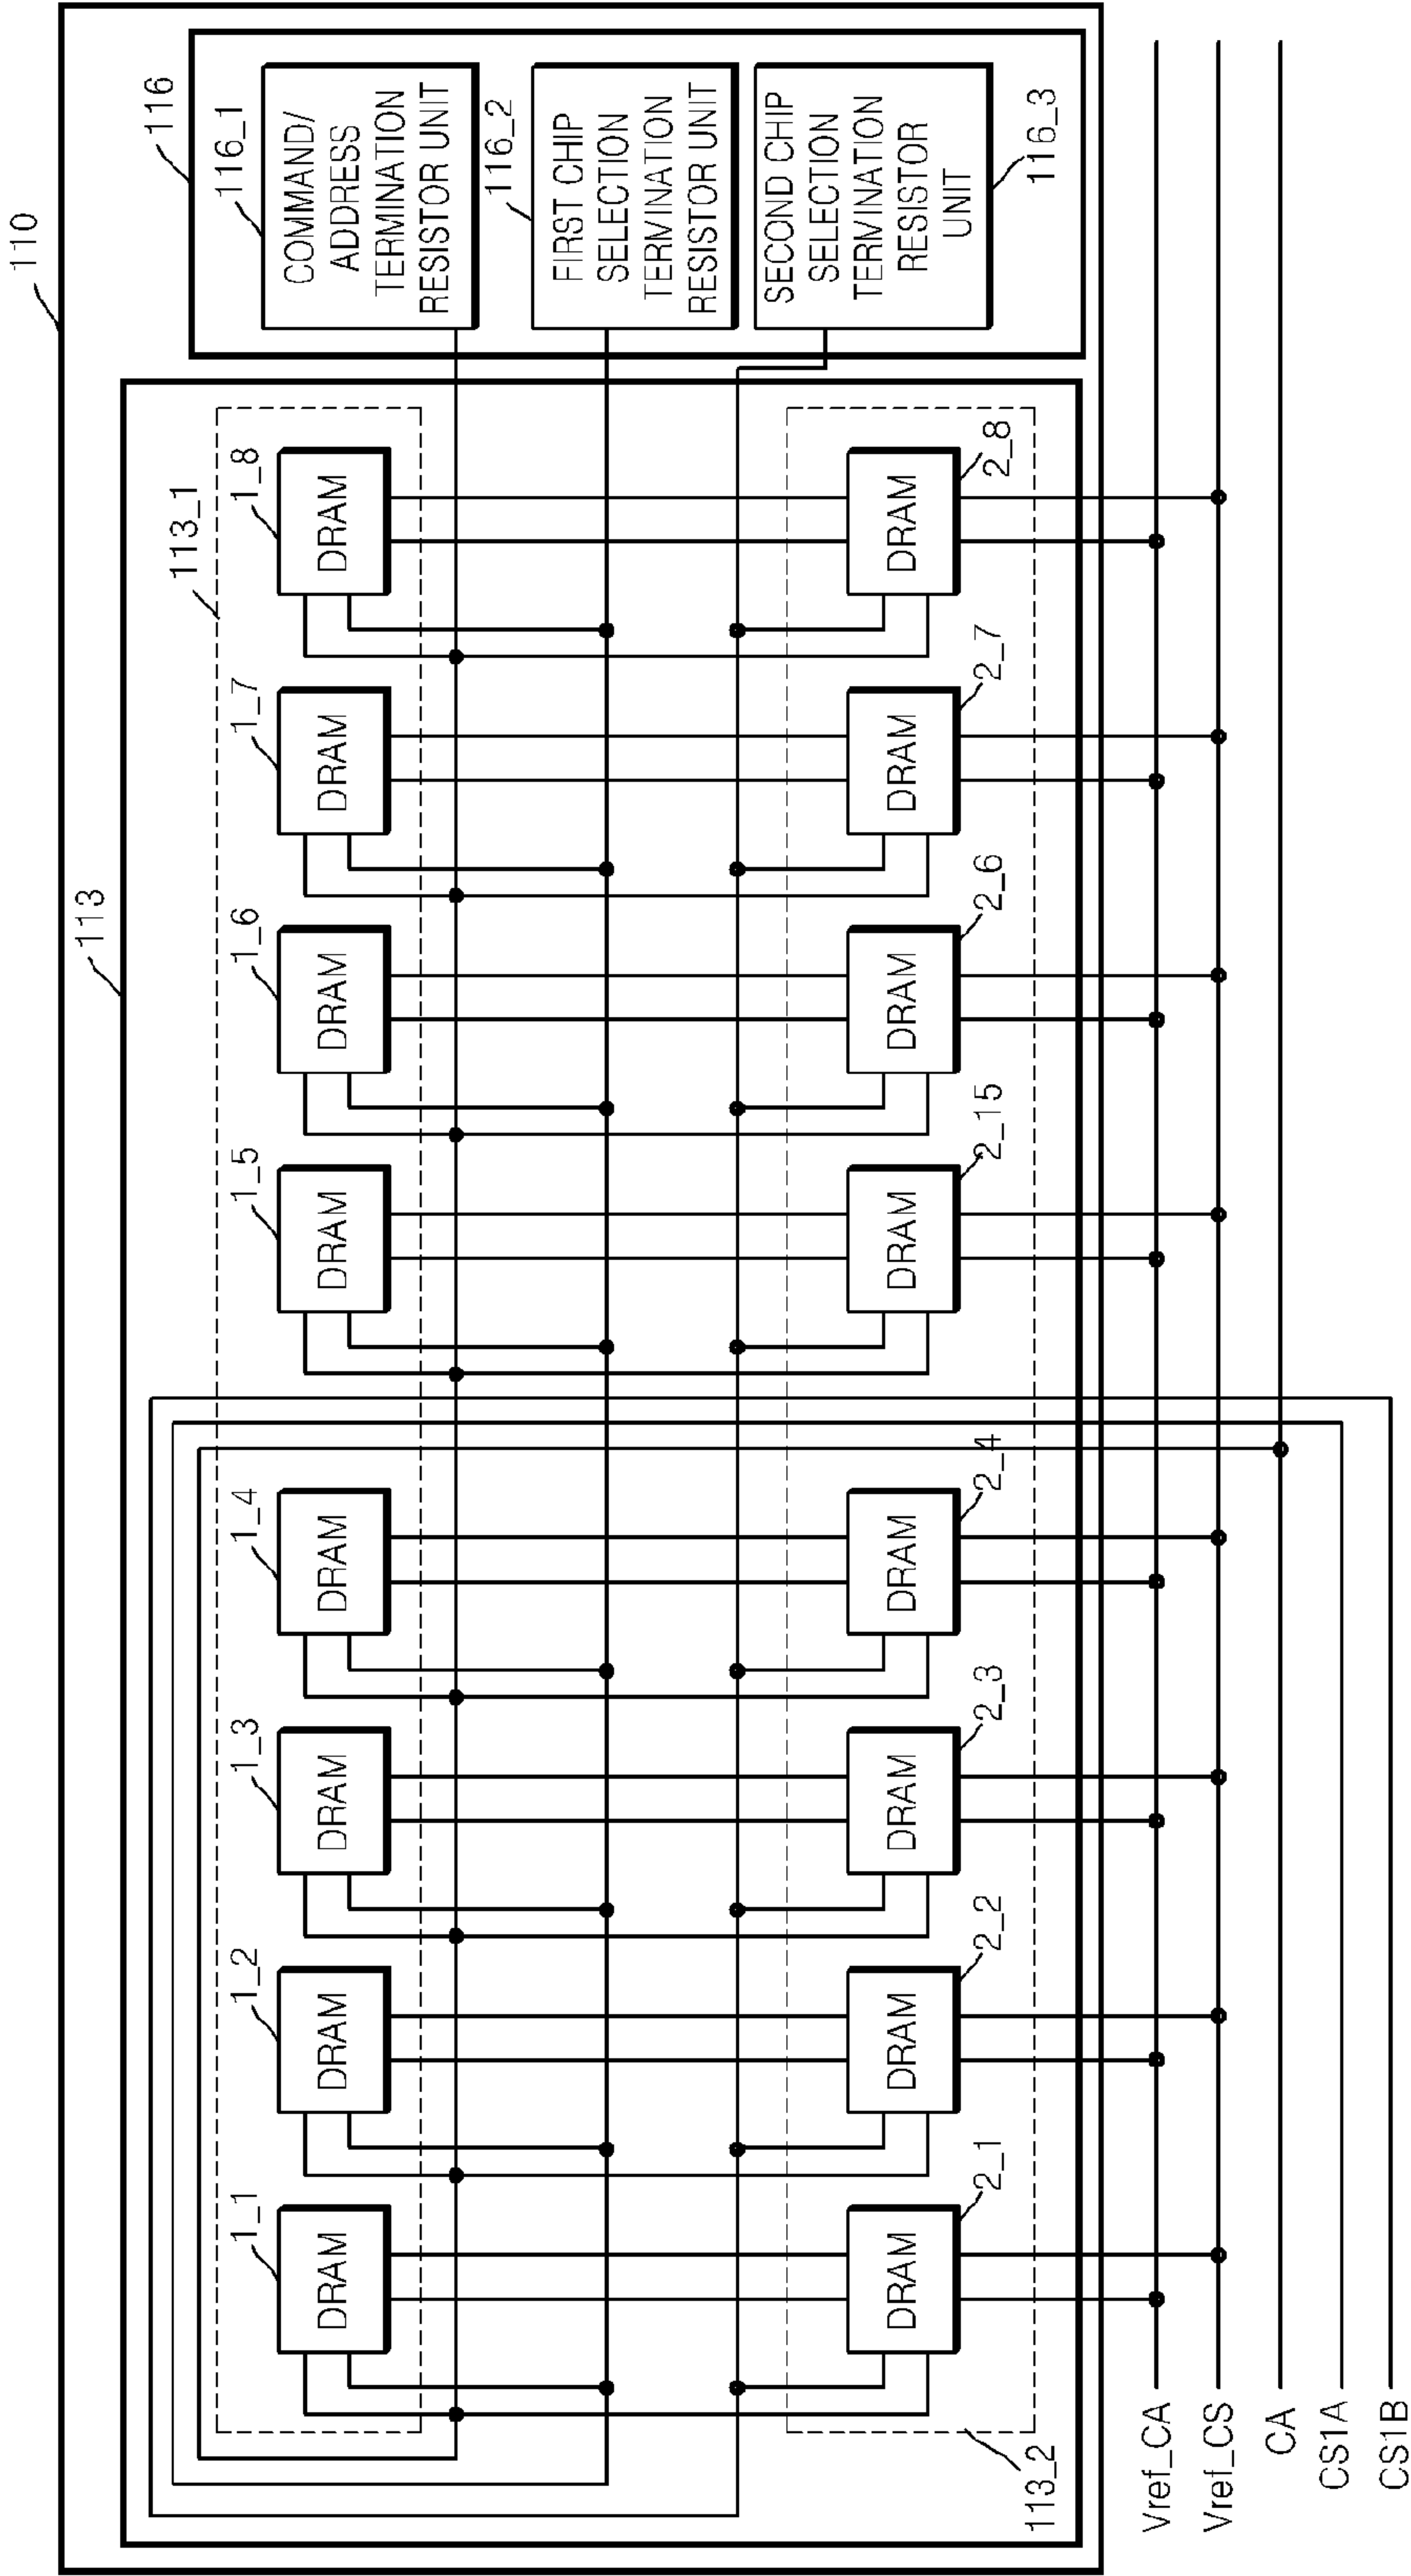 110
113
116
113_1
1_1
1_2
1_3
1_4
1_5
1_6
1_7
1_8
DRAM
DRAM
DRAM
DRAM
DRAM
DRAM
DRAM
DRAM
116_1
COMMAND/
ADDRESS
TERMINATION
RESISTOR UNIT
116_2
FIRST CHIP
SELECTION
TERMINATION
RESISTOR UNIT
SECOND CHIP
SELECTION
TERMINATION
RESISTOR
UNIT
116_3
DRAM
DRAM
DRAM
DRAM
DRAM
DRAM
DRAM
DRAM
2_1
2_2
2_3
2_4
2_15
2_6
2_7
2_8
113_2
Vref_CA
Vref_CS
CA
CS1A
CS1B